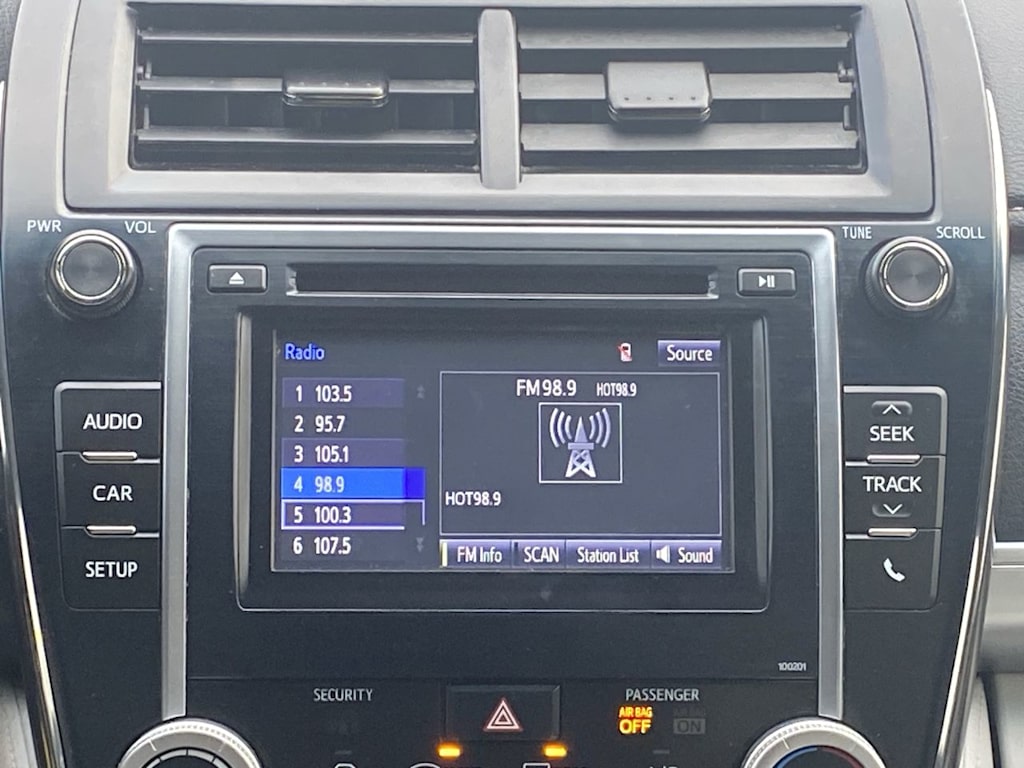 PWR VOL
TUNE SCROLL
Radio
Source
1 103.5
2 95.7
3 105.1
4 98.9
5 100.3
6 107.5
FM 98.9 HOT98.9
HOT98.9
FM Info SCAN Station List Sound
AUDIO
CAR
SETUP
SEEK
TRACK
100201
SECURITY
PASSENGER
AIR BAG
OFF ON